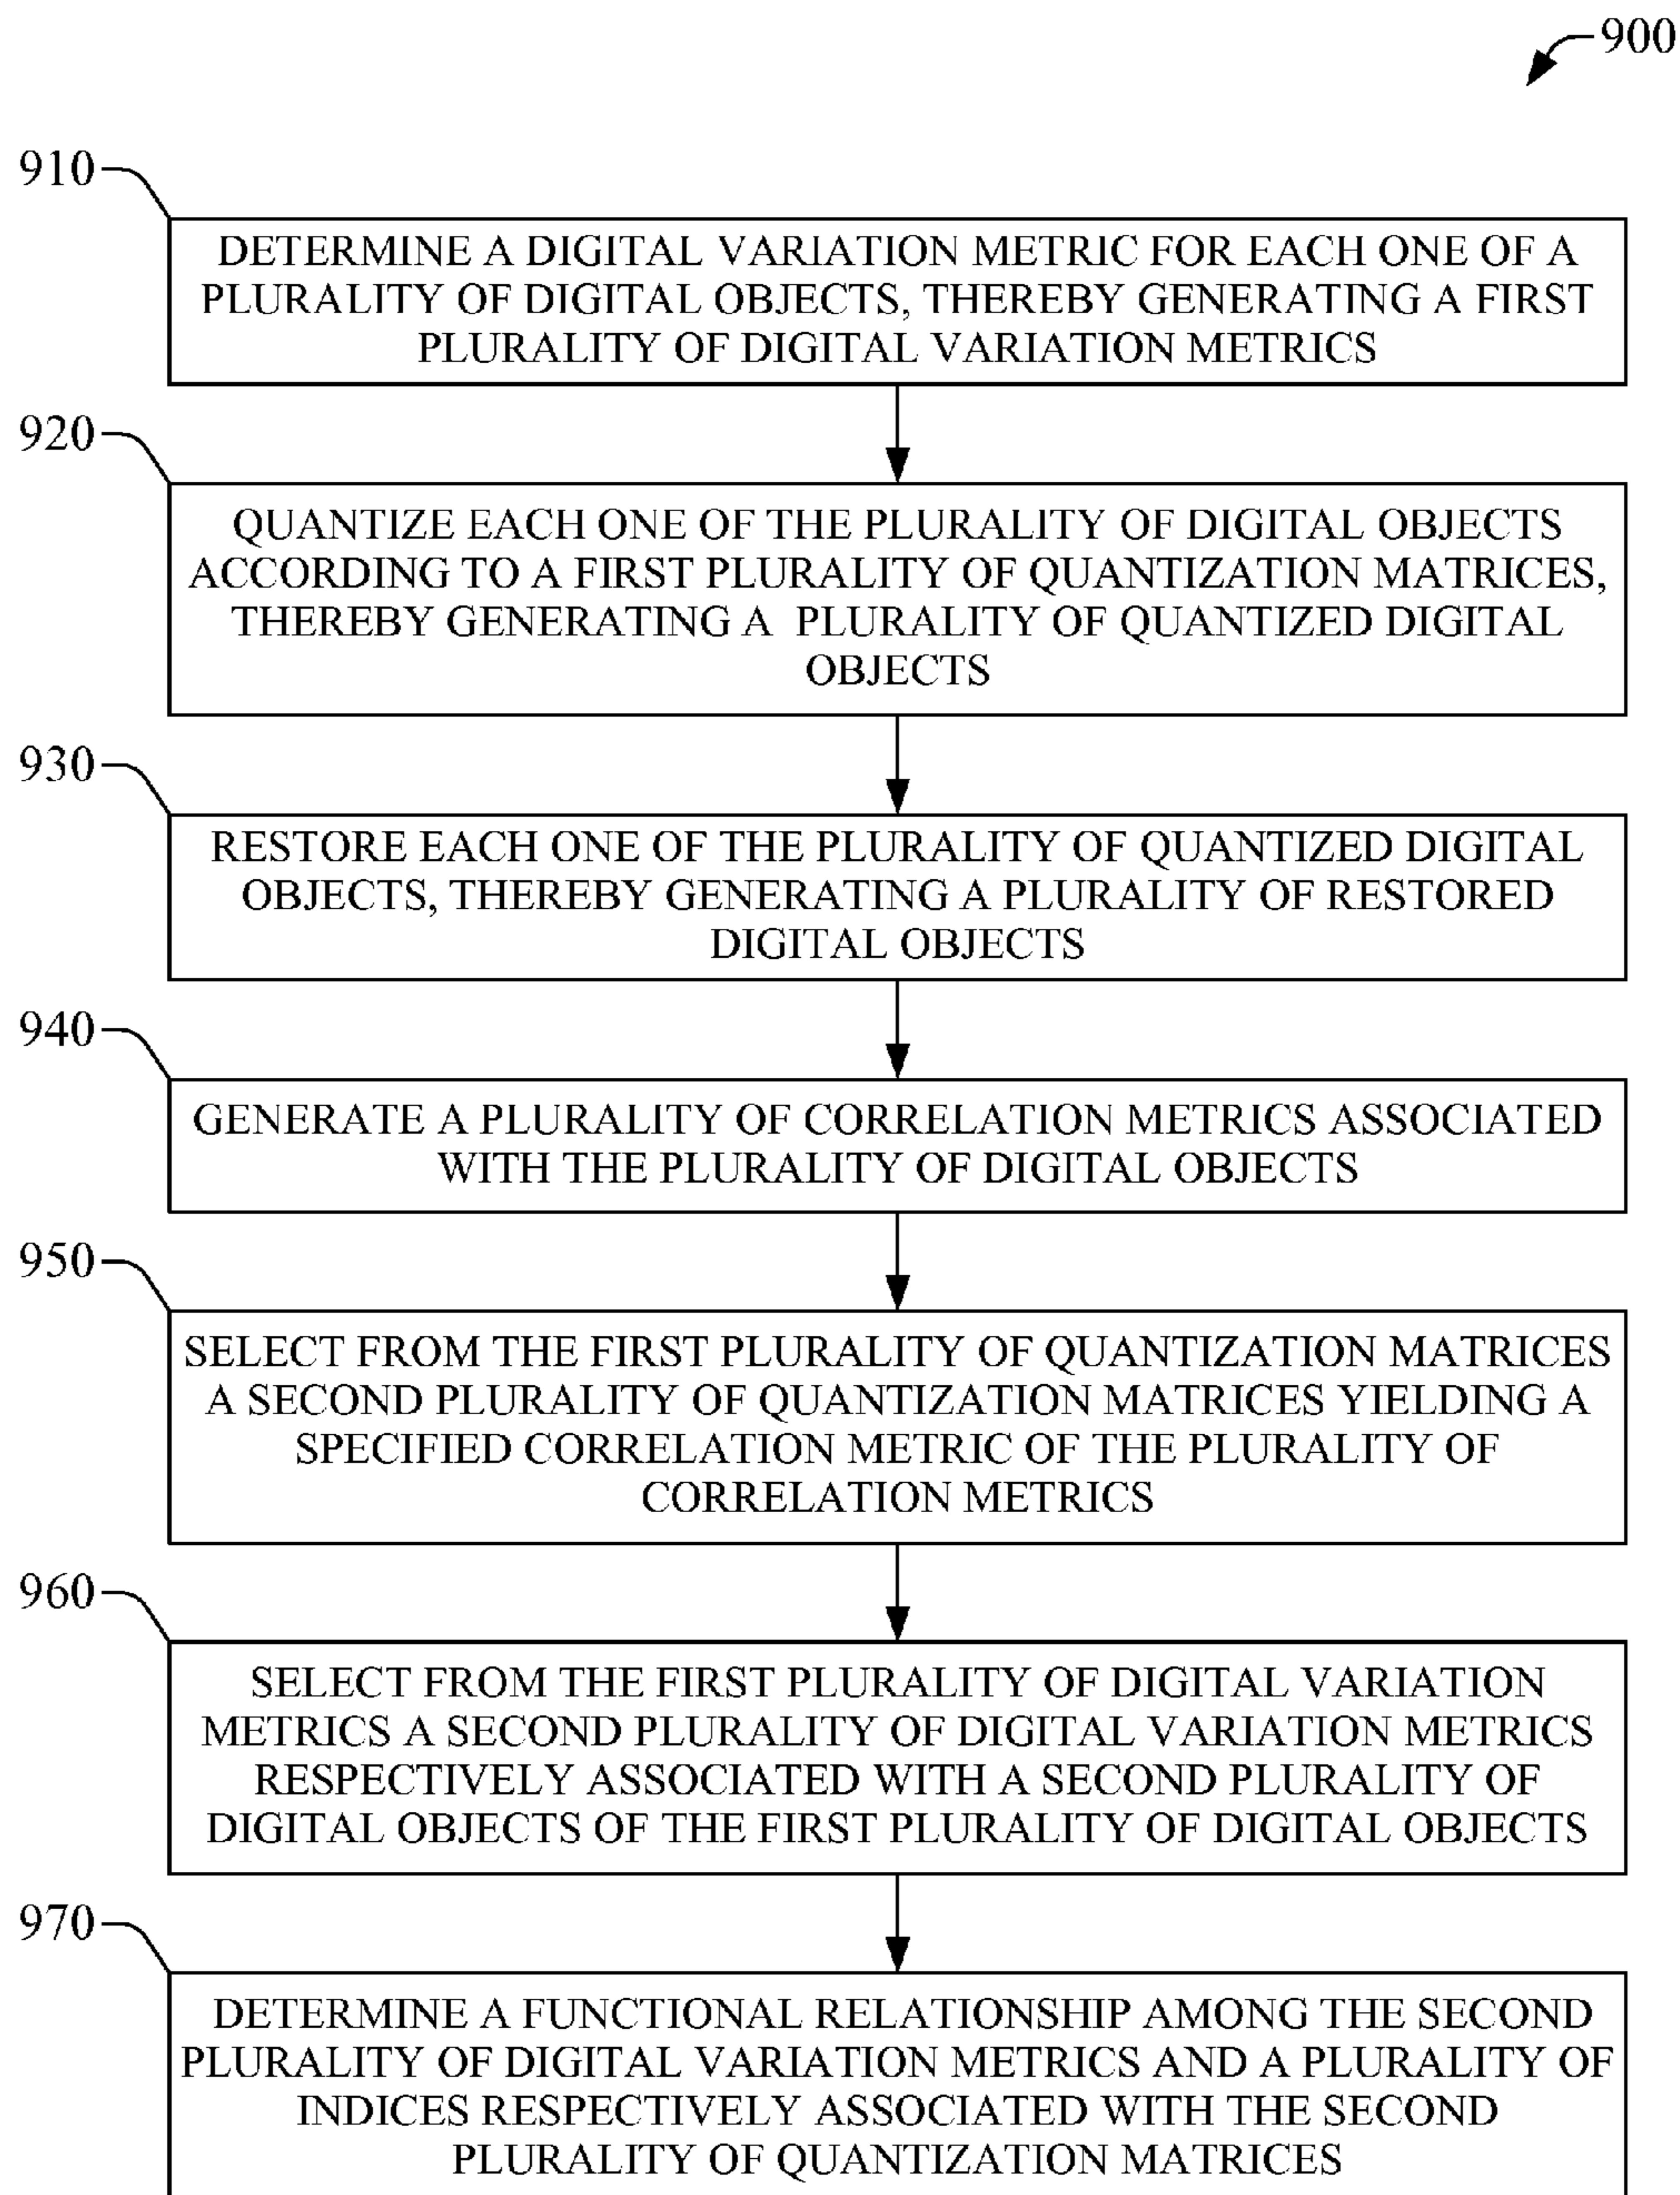 900
910
DETERMINE A DIGITAL VARIATION METRIC FOR EACH ONE OF A
PLURALITY OF DIGITAL OBJECTS, THEREBY GENERATING A FIRST
PLURALITY OF DIGITAL VARIATION METRICS
920
QUANTIZE EACH ONE OF THE PLURALITY OF DIGITAL OBJECTS
ACCORDING TO A FIRST PLURALITY OF QUANTIZATION MATRICES,
THEREBY GENERATING A PLURALITY OF QUANTIZED DIGITAL
OBJECTS
930
RESTORE EACH ONE OF THE PLURALITY OF QUANTIZED DIGITAL
OBJECTS, THEREBY GENERATING A PLURALITY OF RESTORED
DIGITAL OBJECTS
940
GENERATE A PLURALITY OF CORRELATION METRICS ASSOCIATED
WITH THE PLURALITY OF DIGITAL OBJECTS
950
SELECT FROM THE FIRST PLURALITY OF QUANTIZATION MATRICES
A SECOND PLURALITY OF QUANTIZATION MATRICES YIELDING A
SPECIFIED CORRELATION METRIC OF THE PLURALITY OF
CORRELATION METRICS
960
SELECT FROM THE FIRST PLURALITY OF DIGITAL VARIATION
METRICS A SECOND PLURALITY OF DIGITAL VARIATION METRICS
RESPECTIVELY ASSOCIATED WITH A SECOND PLURALITY OF
DIGITAL OBJECTS OF THE FIRST PLURALITY OF DIGITAL OBJECTS
970
DETERMINE A FUNCTIONAL RELATIONSHIP AMONG THE SECOND
PLURALITY OF DIGITAL VARIATION METRICS AND A PLURALITY OF
INDICES RESPECTIVELY ASSOCIATED WITH THE SECOND
PLURALITY OF QUANTIZATION MATRICES